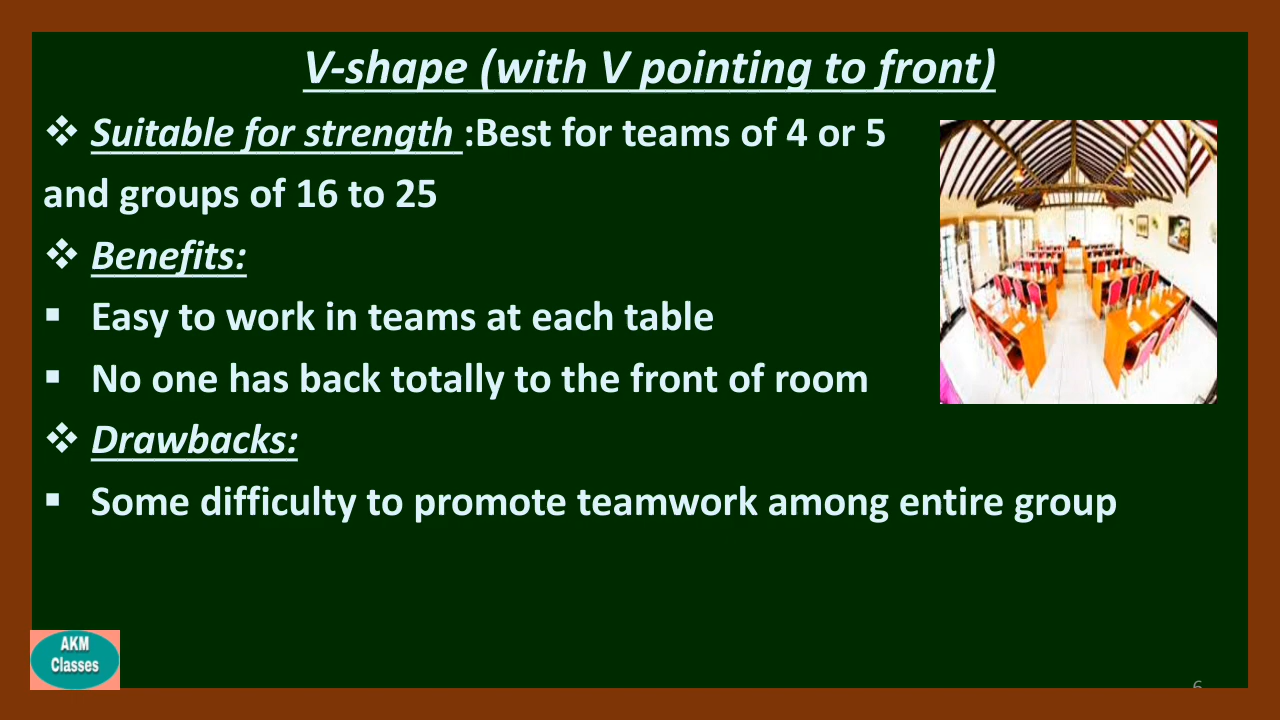 V-shape (with V pointing to front)
❖ Suitable for strength :Best for teams of 4 or 5
and groups of 16 to 25
❖ Benefits:
▪ Easy to work in teams at each table
▪ No one has back totally to the front of room
❖ Drawbacks:
▪ Some difficulty to promote teamwork among entire group
AKM
Classes
6